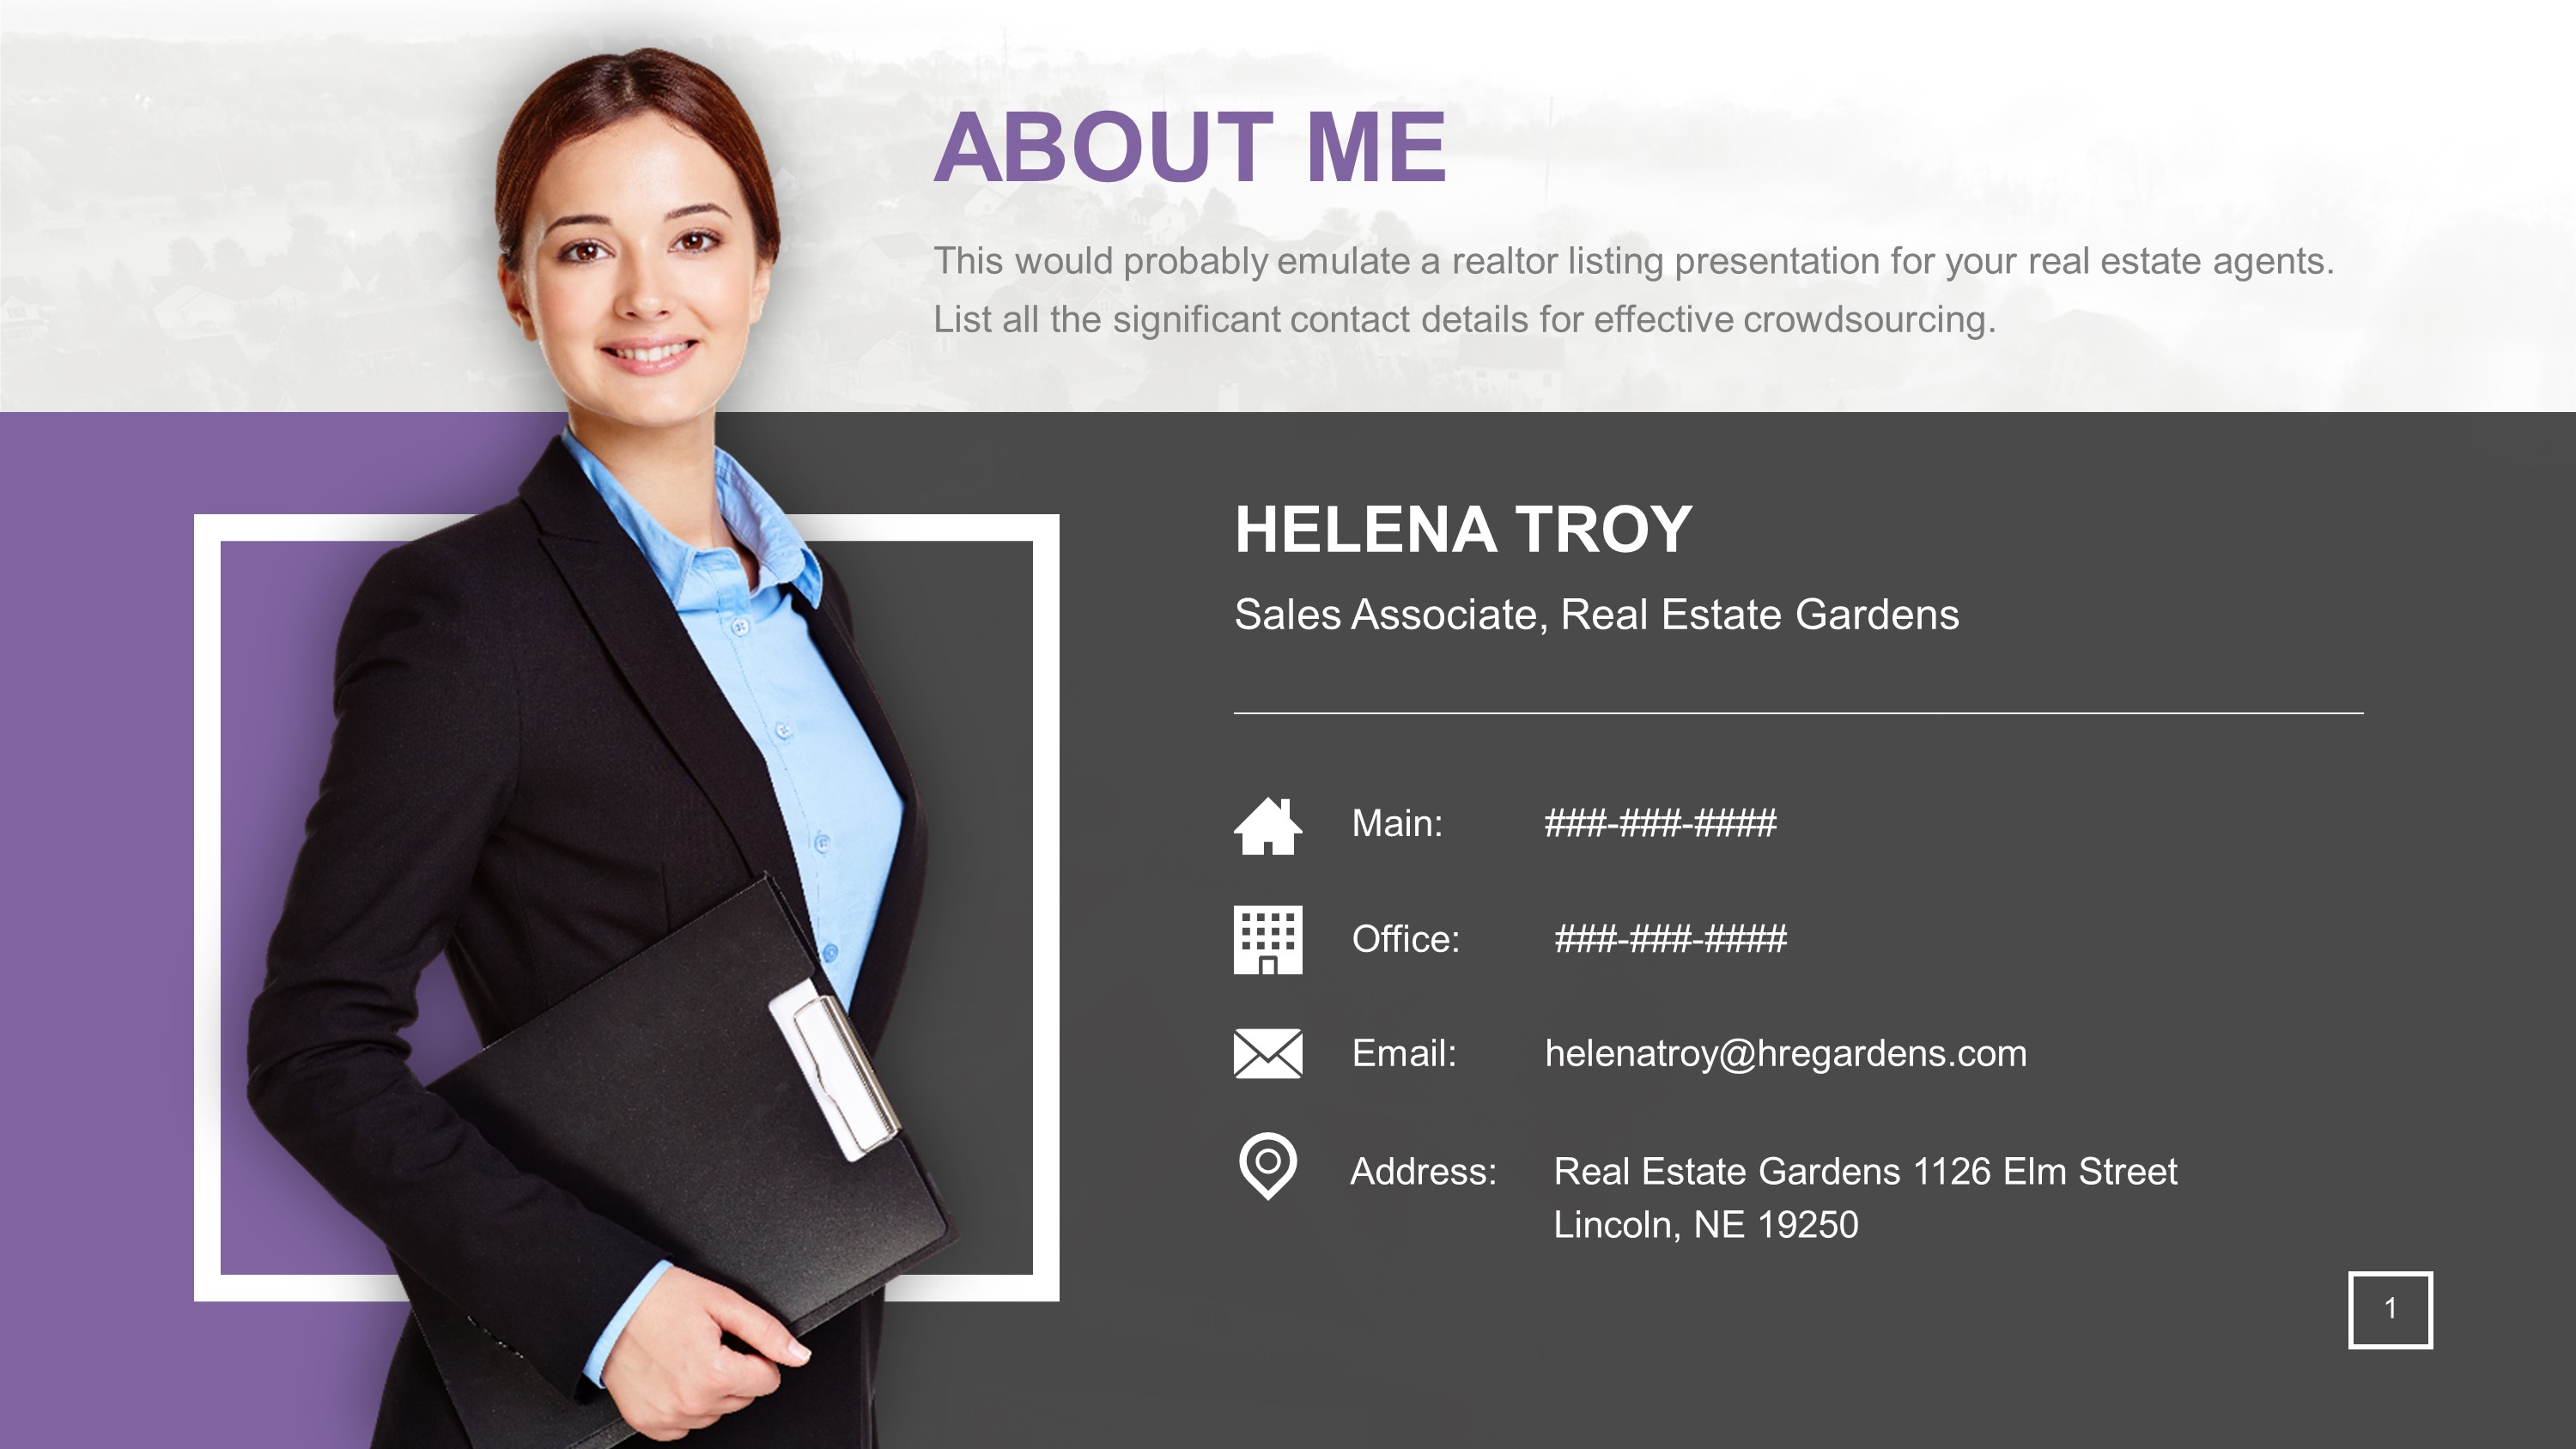 ABOUT ME
This would probably emulate a realtor listing presentation for your real estate agents.
List all the significant contact details for effective crowdsourcing.
HELENA TROY
Sales Associate, Real Estate Gardens
Main: ###-###-####
Office: ###-###-####
Email: helenatroy@hregardens.com
Address: Real Estate Gardens 1126 Elm Street
Lincoln, NE 19250
1